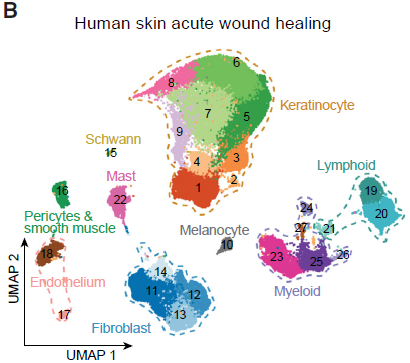 B
Human skin acute wound healing
6
8
Keratinocyte
7
5
9
Schwann
15
3
4
Lymphoid
Mast
2
1
16
22
19
24
20
Pericytes &
smooth muscle
Melanocyte
27
21
10
18
23
25
26
14
Endothelium
11
12
Myeloid
13
17
Fibroblast
UMAP 2
UMAP 1